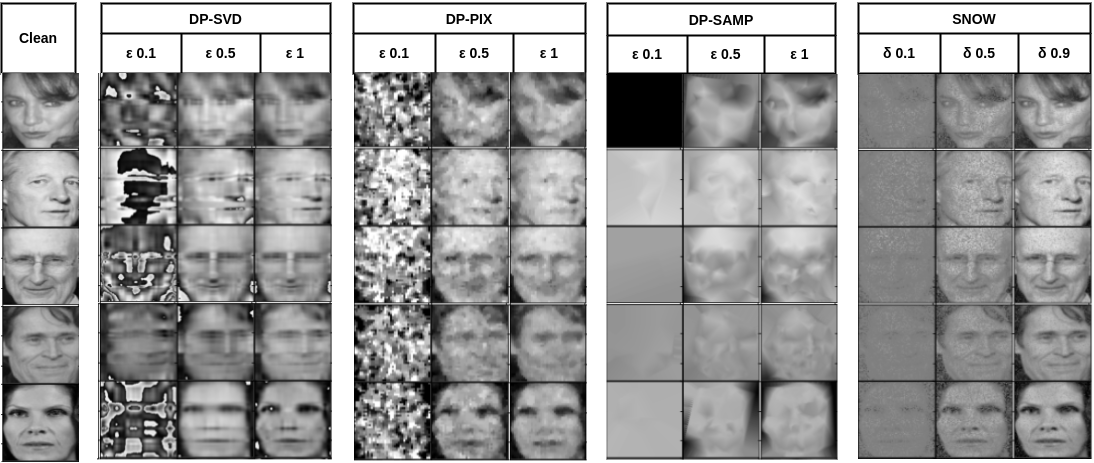 Clean
DP-SVD
ε 0.1 ε 0.5 ε 1
DP-PIX
ε 0.1 ε 0.5 ε 1
DP-SAMP
ε 0.1 ε 0.5 ε 1
SNOW
δ 0.1 δ 0.5 δ 0.9